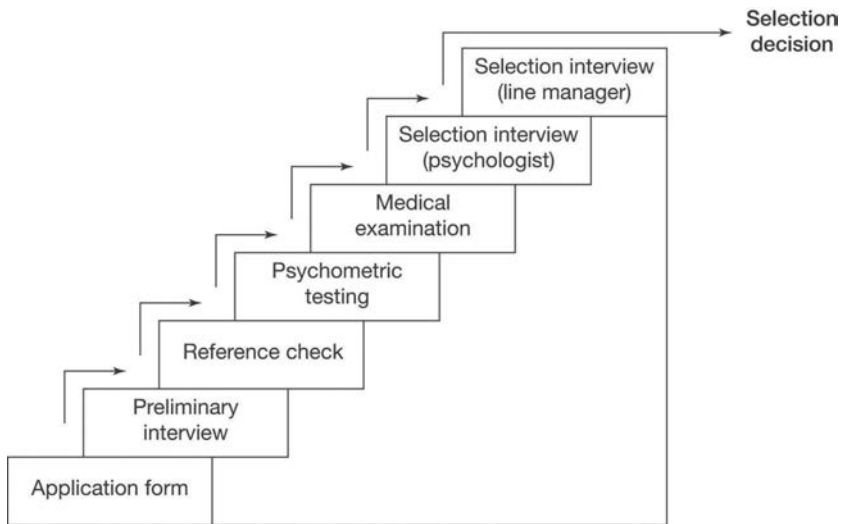 Selection
decision
Selection interview
(line manager)
Selection interview
(psychologist)
Medical
examination
Psychometric
testing
Reference check
Preliminary
interview
Application form